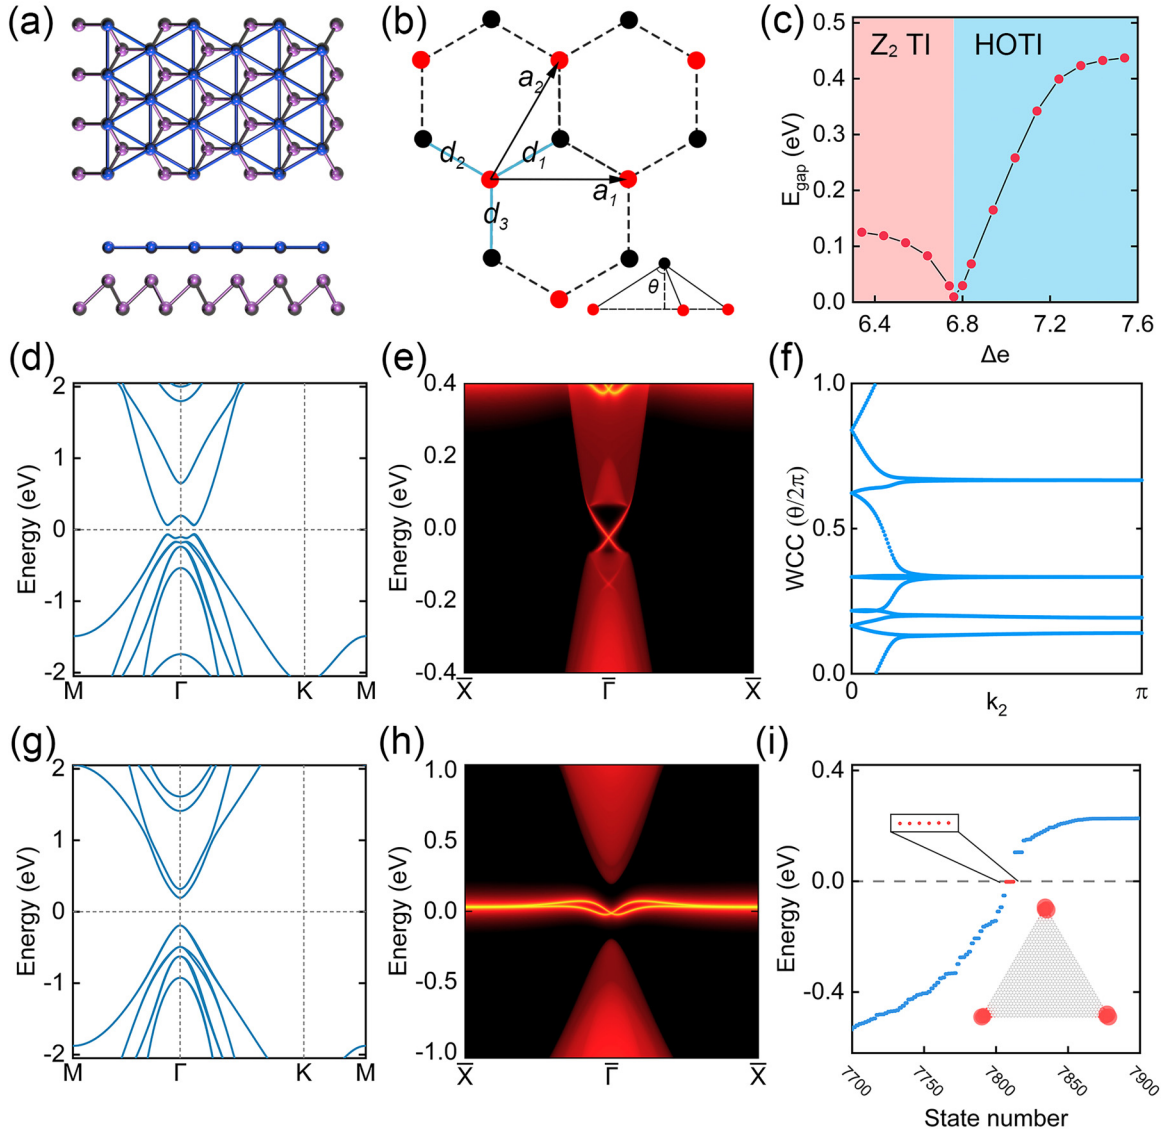 (a)
(b)
a₂
d₂
d₁
a₁
d₃
θ
(c)
Z₂ TI
HOTI
E_gap (eV)
0.5
0.4
0.3
0.2
0.1
0.0
6.4
6.8
7.2
7.6
Δe
(d)
Energy (eV)
2
1
0
-1
-2
M
Γ
K
M
(e)
Energy (eV)
0.4
0.2
0.0
-0.2
-0.4
X̅
Γ̅
X̅
(f)
WCC (θ/2π)
1.0
0.5
0.0
0
k₂
π
(g)
Energy (eV)
2
1
0
-1
-2
M
Γ
K
M
(h)
Energy (eV)
1.0
0.5
0.0
-0.5
-1.0
X̅
Γ̅
X̅
(i)
Energy (eV)
0.4
0.0
-0.4
7700
7750
7800
7850
7900
State number